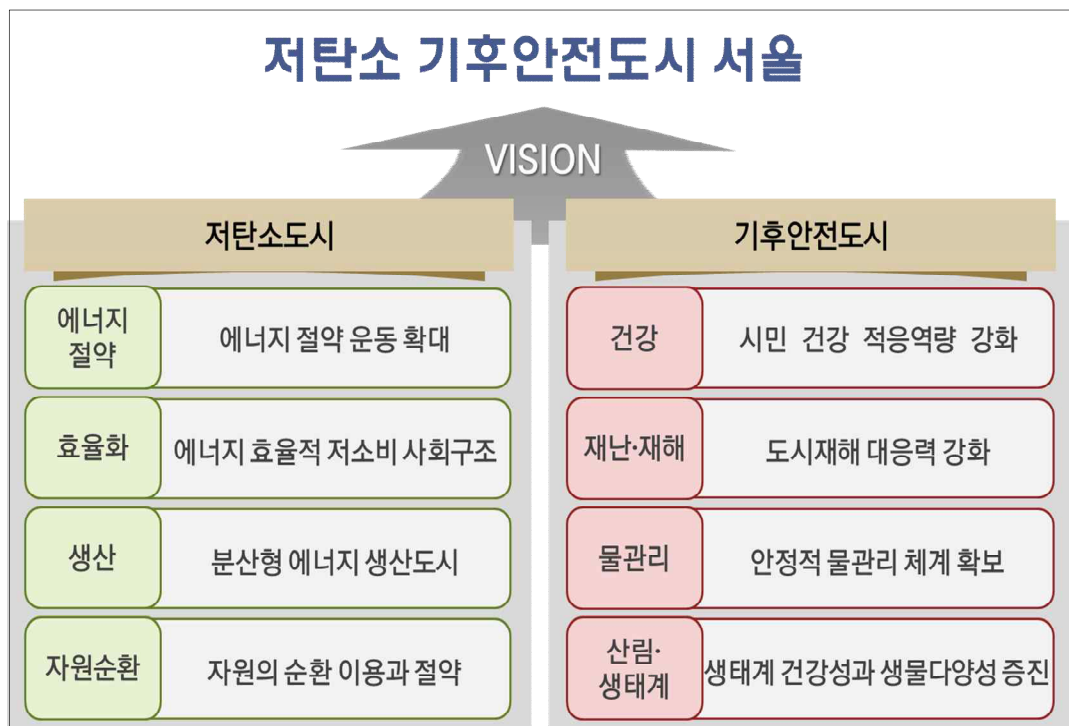 저탄소 기후안전도시 서울
VISION
저탄소도시
에너지
절약
에너지 절약 운동 확대
효율화
에너지 효율적 저소비 사회구조
생산
분산형 에너지 생산도시
자원순환
자원의 순환 이용과 절약
기후안전도시
건강
시민 건강 적응역량 강화
재난·재해
도시재해 대응력 강화
물관리
안정적 물관리 체계 확보
산림·
생태계
생태계 건강성과 생물다양성 증진